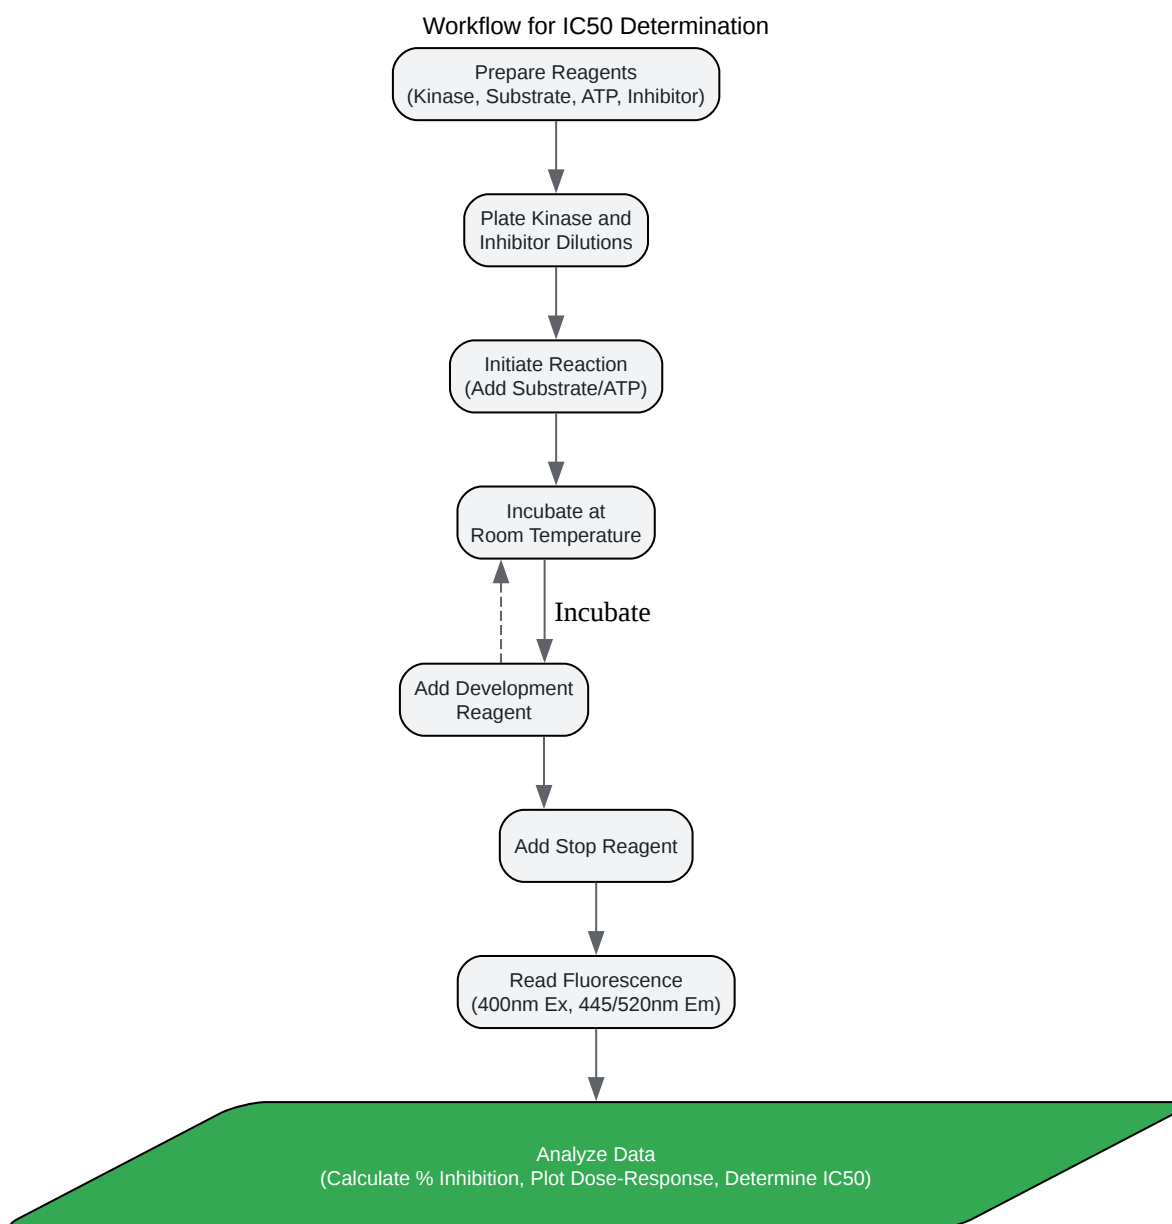 Workflow for IC50 Determination
Prepare Reagents
(Kinase, Substrate, ATP, Inhibitor)
Plate Kinase and
Inhibitor Dilutions
Initiate Reaction
(Add Substrate/ATP)
Incubate at
Room Temperature
Incubate
Add Development
Reagent
Add Stop Reagent
Read Fluorescence
(400nm Ex, 445/520nm Em)
Analyze Data
(Calculate % Inhibition, Plot Dose-Response, Determine IC50)